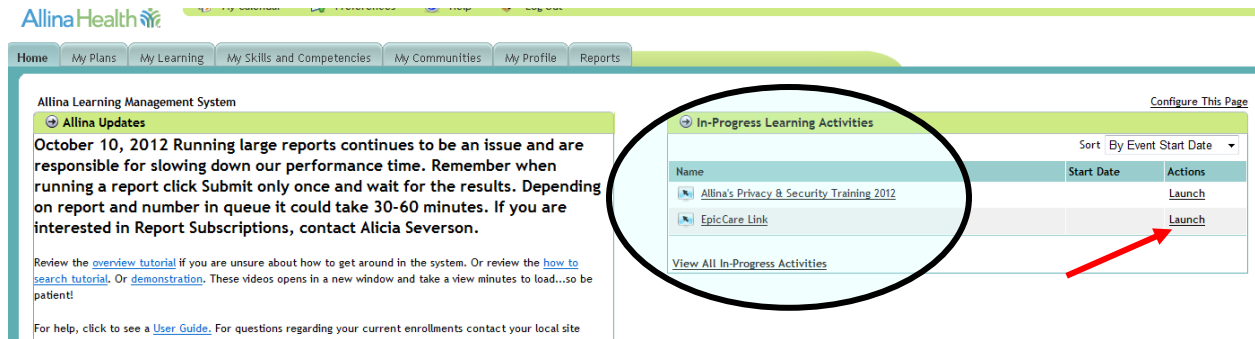 Allina Health
My Calendar Preferences Help Log Out
Home My Plans My Learning My Skills and Competencies My Communities My Profile Reports
Allina Learning Management System
Configure This Page
Allina Updates
October 10, 2012 Running large reports continues to be an issue and are
responsible for slowing down our performance time. Remember when
running a report click Submit only once and wait for the results. Depending
on report and number in queue it could take 30-60 minutes. If you are
interested in Report Subscriptions, contact Alicia Severson.
Review the overview tutorial if you are unsure about how to get around in the system. Or review the how to
search tutorial. Or demonstration. These videos opens in a new window and take a view minutes to load...so be
patient!
For help, click to see a User Guide. For questions regarding your current enrollments contact your local site
In-Progress Learning Activities
Sort By Event Start Date
Name Start Date Actions
Allina's Privacy & Security Training 2012 Launch
EpicCare Link Launch
View All In-Progress Activities